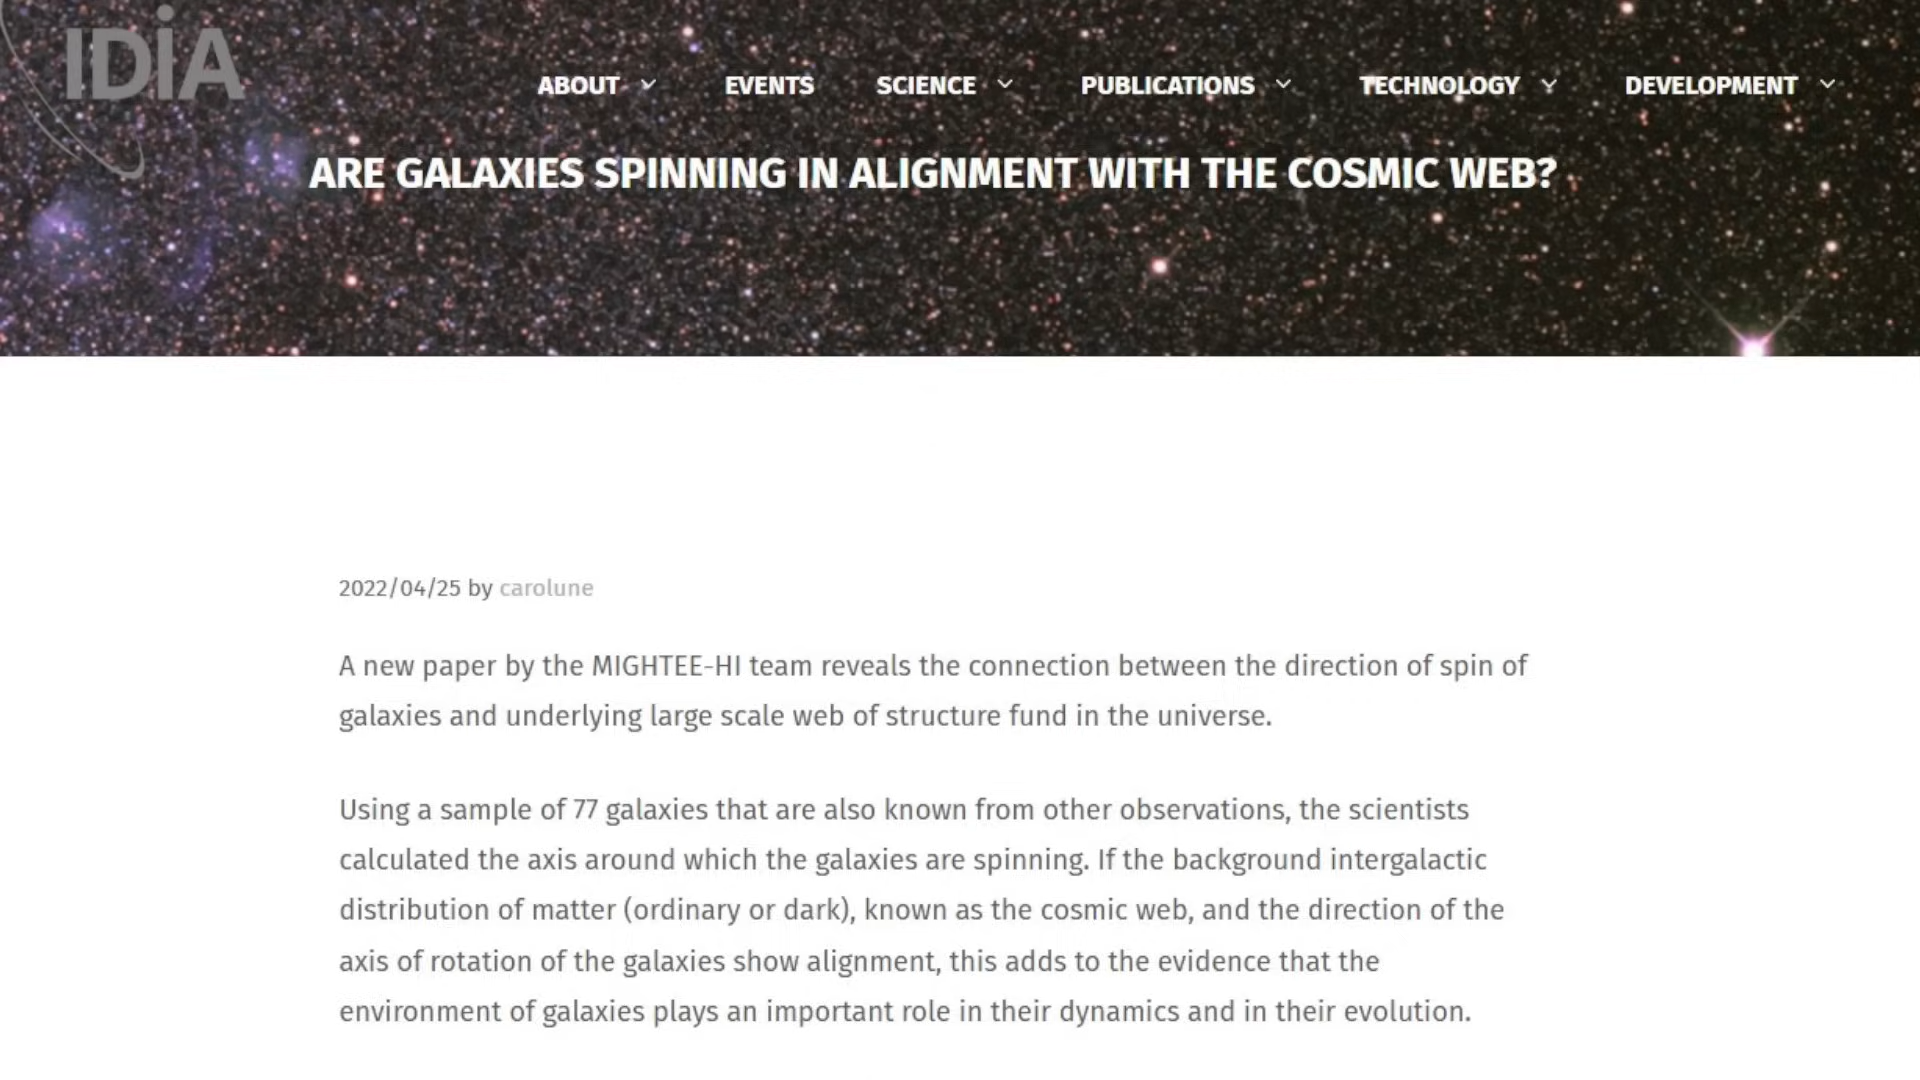 IDiA
ABOUT EVENTS SCIENCE PUBLICATIONS TECHNOLOGY DEVELOPMENT
ARE GALAXIES SPINNING IN ALIGNMENT WITH THE COSMIC WEB?
2022/04/25 by carolune
A new paper by the MIGHTEE-HI team reveals the connection between the direction of spin of
galaxies and underlying large scale web of structure fund in the universe.
Using a sample of 77 galaxies that are also known from other observations, the scientists
calculated the axis around which the galaxies are spinning. If the background intergalactic
distribution of matter (ordinary or dark), known as the cosmic web, and the direction of the
axis of rotation of the galaxies show alignment, this adds to the evidence that the
environment of galaxies plays an important role in their dynamics and in their evolution.